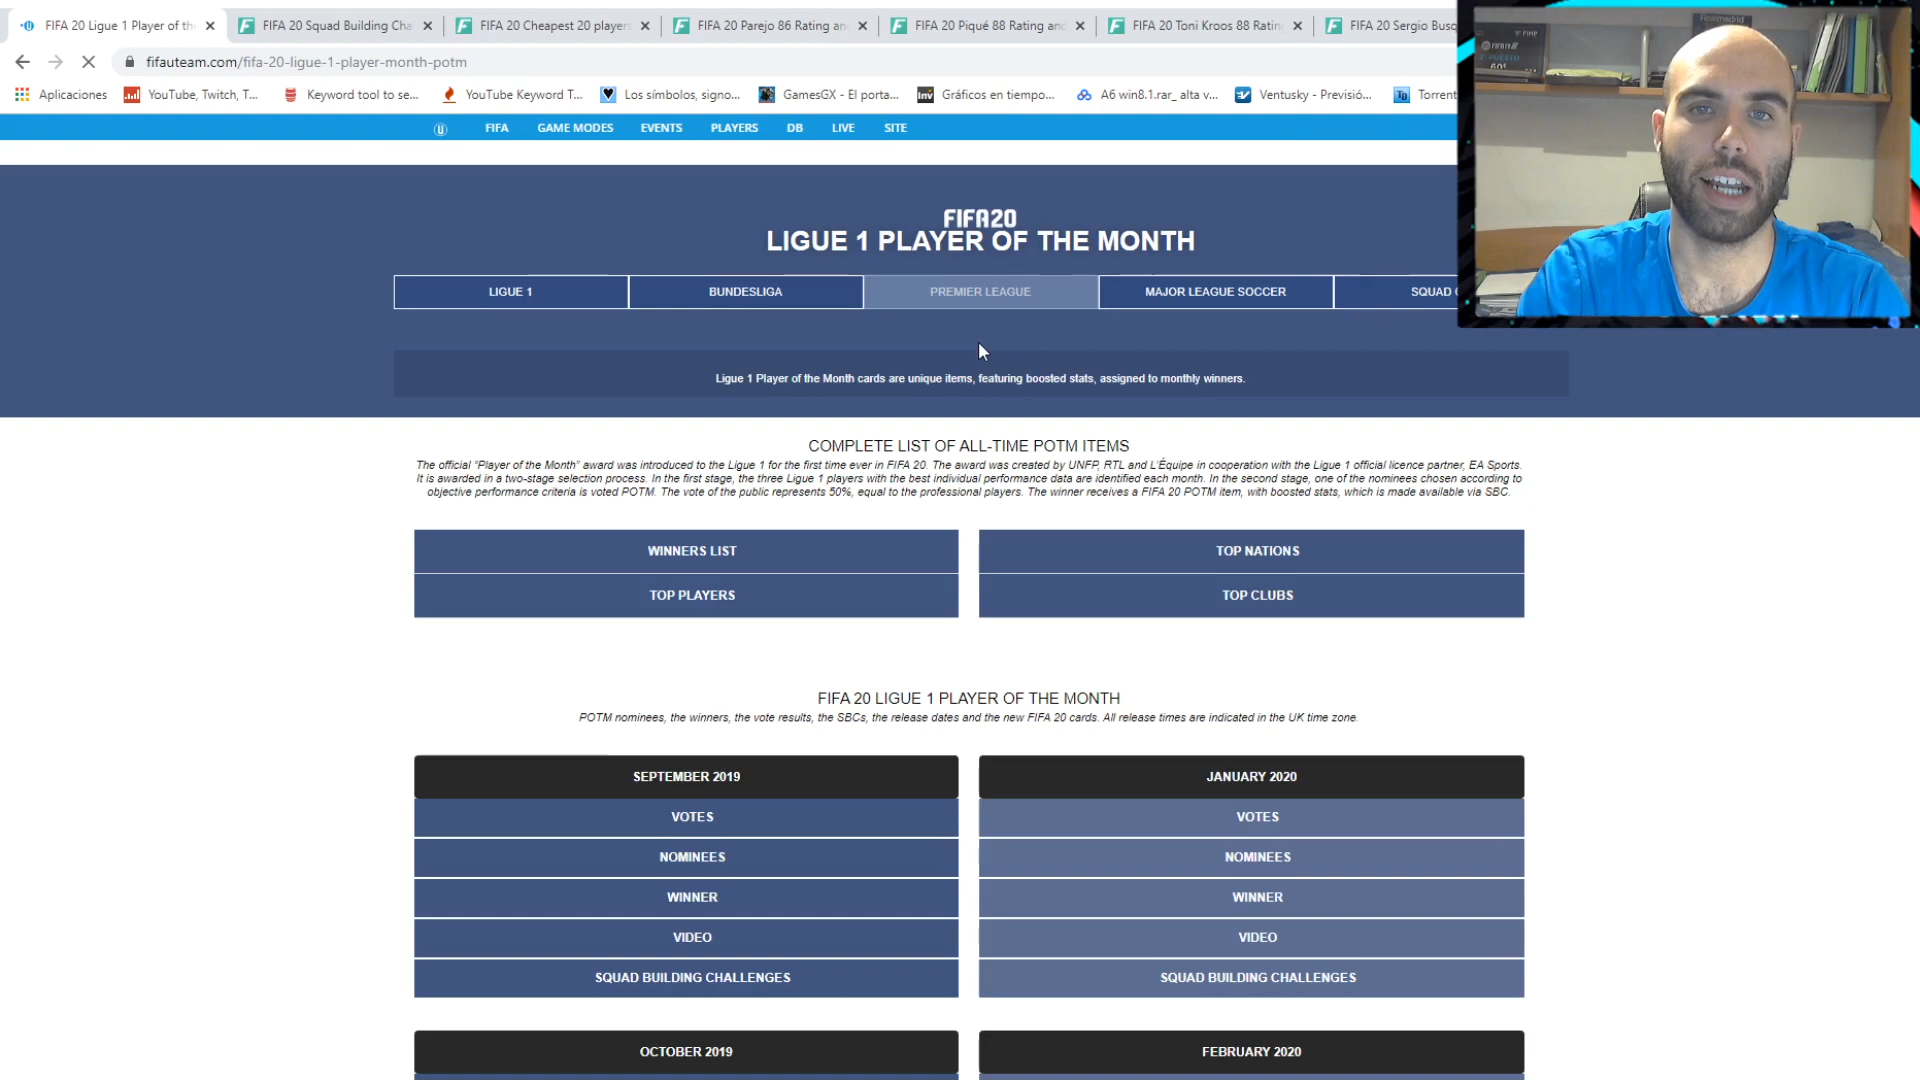 FIFA 20 Ligue 1 Player of th
FIFA 20 Squad Building Cha
FIFA 20 Cheapest 20 players
FIFA 20 Parejo 86 Rating an
FIFA 20 Piqué 88 Rating and
FIFA 20 Toni Kroos 88 Ratin
FIFA 20 Sergio Busq
fifauteam.com/fifa-20-ligue-1-player-month-potm
Aplicaciones
YouTube, Twitch, T...
Keyword tool to se...
YouTube Keyword T...
Los símbolos, signo...
GamesGX - El porta...
Gráficos en tiempo...
A6 win8.1.rar_ alta v...
Ventusky - Previsió...
Torrent
FIFA
GAME MODES
EVENTS
PLAYERS
DB
LIVE
SITE
FIFA20
LIGUE 1 PLAYER OF THE MONTH
LIGUE 1
BUNDESLIGA
PREMIER LEAGUE
MAJOR LEAGUE SOCCER
SQUAD
Ligue 1 Player of the Month cards are unique items, featuring boosted stats, assigned to monthly winners.
COMPLETE LIST OF ALL-TIME POTM ITEMS
The official "Player of the Month" award was introduced to the Ligue 1 for the first time ever in FIFA 20. The award was created by UNFP, RTL and L'Équipe in cooperation with the Ligue 1 official licence partner, EA Sports.
It is awarded in a two-stage selection process. In the first stage, the three Ligue 1 players with the best individual performance data are identified each month. In the second stage, one of the nominees chosen according to
objective performance criteria is voted POTM. The vote of the public represents 50%, equal to the professional players. The winner receives a FIFA 20 POTM item, with boosted stats, which is made available via SBC.
WINNERS LIST
TOP NATIONS
TOP PLAYERS
TOP CLUBS
FIFA 20 LIGUE 1 PLAYER OF THE MONTH
POTM nominees, the winners, the vote results, the SBCs, the release dates and the new FIFA 20 cards. All release times are indicated in the UK time zone.
SEPTEMBER 2019
JANUARY 2020
VOTES
VOTES
NOMINEES
NOMINEES
WINNER
WINNER
VIDEO
VIDEO
SQUAD BUILDING CHALLENGES
SQUAD BUILDING CHALLENGES
OCTOBER 2019
FEBRUARY 2020